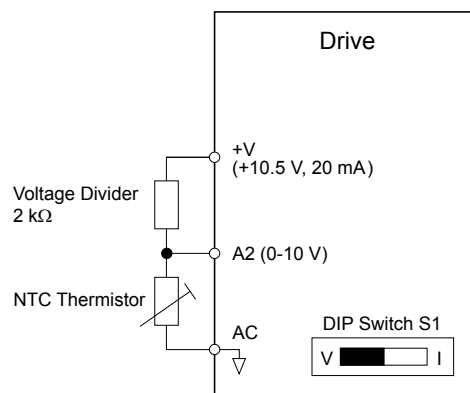 Drive
+V
(+10.5 V, 20 mA)
Voltage Divider
2 kΩ
A2 (0-10 V)
NTC Thermistor
AC
DIP Switch S1
V I